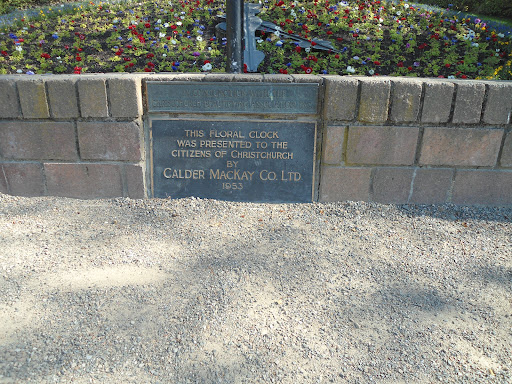 THIS FLORAL CLOCK
WAS PRESENTED TO THE
CITIZENS OF CHRISTCHURCH
BY
CALDER MACKAY CO. LTD
1953